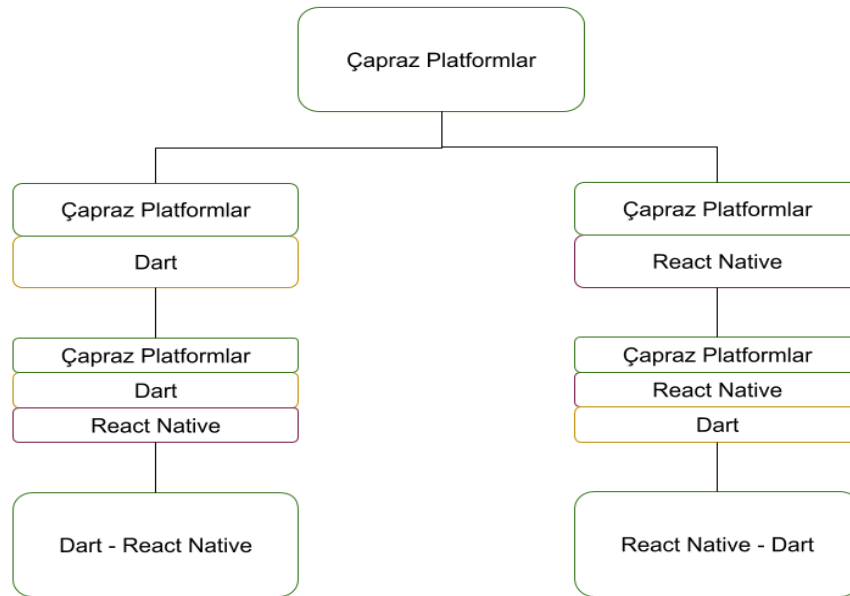 Çapraz Platformlar
Çapraz Platformlar
Dart
Çapraz Platformlar
Dart
React Native
Dart - React Native
Çapraz Platformlar
React Native
Çapraz Platformlar
React Native
Dart
React Native - Dart